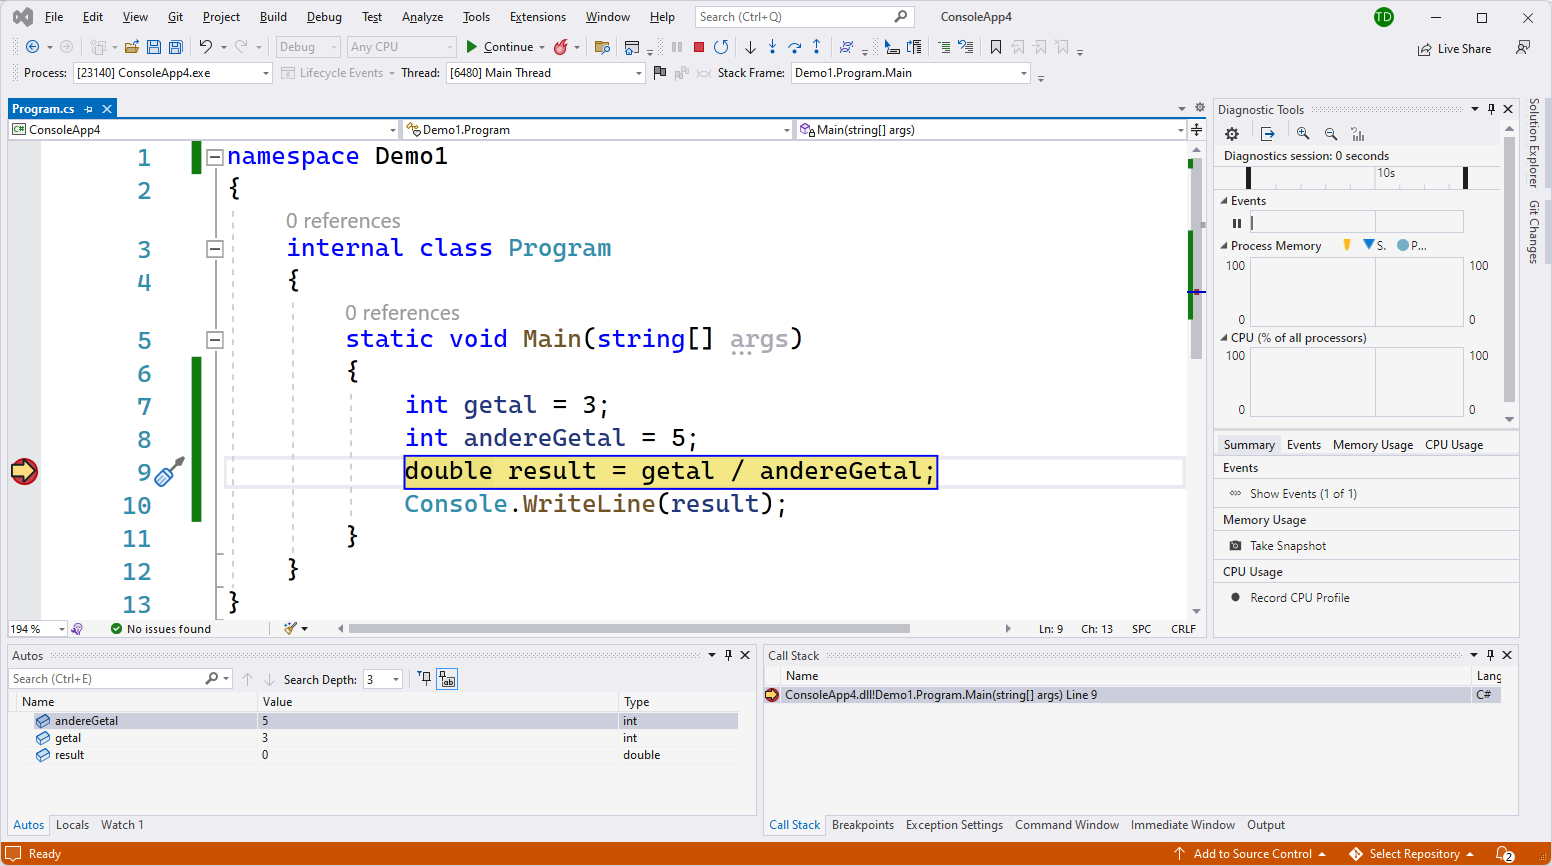 File Edit View Git Project Build Debug Test Analyze Tools Extensions Window Help Search (Ctrl+Q) ConsoleApp4 TD
Debug Any CPU Continue Live Share
Process: [23140] ConsoleApp4.exe Lifecycle Events Thread: [6480] Main Thread Stack Frame: Demo1.Program.Main
Program.cs
C# ConsoleApp4 Demo1.Program Main(string[] args)
1 namespace Demo1
2 {
0 references
3 internal class Program
4 {
0 references
5 static void Main(string[] args)
6 {
7 int getal = 3;
8 int andereGetal = 5;
9 double result = getal / andereGetal;
10 Console.WriteLine(result);
11 }
12 }
13 }
194 % No issues found Ln: 9 Ch: 13 SPC CRLF
Diagnostic Tools
Diagnostics session: 0 seconds
10s
Events
Process Memory S. P...
100 100
0 0
CPU (% of all processors)
100 100
0 0
Summary Events Memory Usage CPU Usage
Events
Show Events (1 of 1)
Memory Usage
Take Snapshot
CPU Usage
Record CPU Profile
Solution Explorer
Git Changes
Autos
Search (Ctrl+E) Search Depth: 3
Name Value Type
andereGetal 5 int
getal 3 int
result 0 double
Autos Locals Watch 1
Call Stack
Name Lang
ConsoleApp4.dll!Demo1.Program.Main(string[] args) Line 9 C#
Call Stack Breakpoints Exception Settings Command Window Immediate Window Output
Ready Add to Source Control Select Repository 2